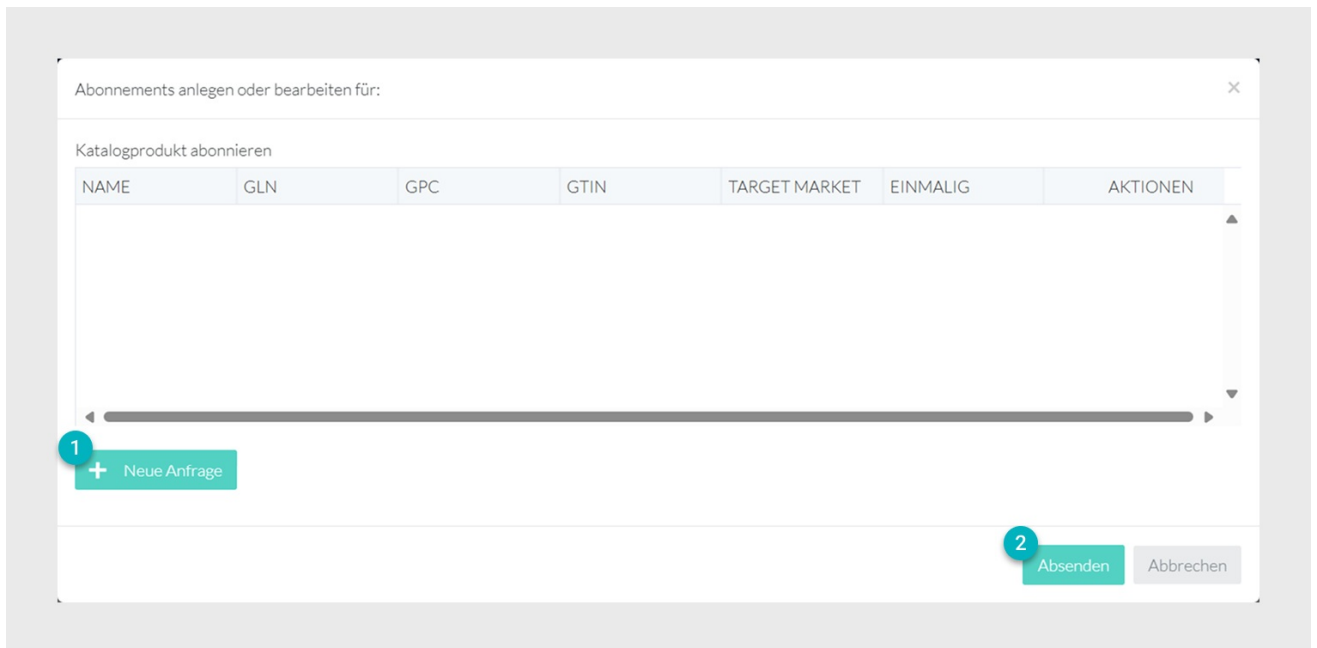 Abonnements anlegen oder bearbeiten für:
×
Katalogprodukt abonnieren
NAME GLN GPC GTIN TARGET MARKET EINMALIG AKTIONEN
1
+ Neue Anfrage
2
Absenden Abbrechen